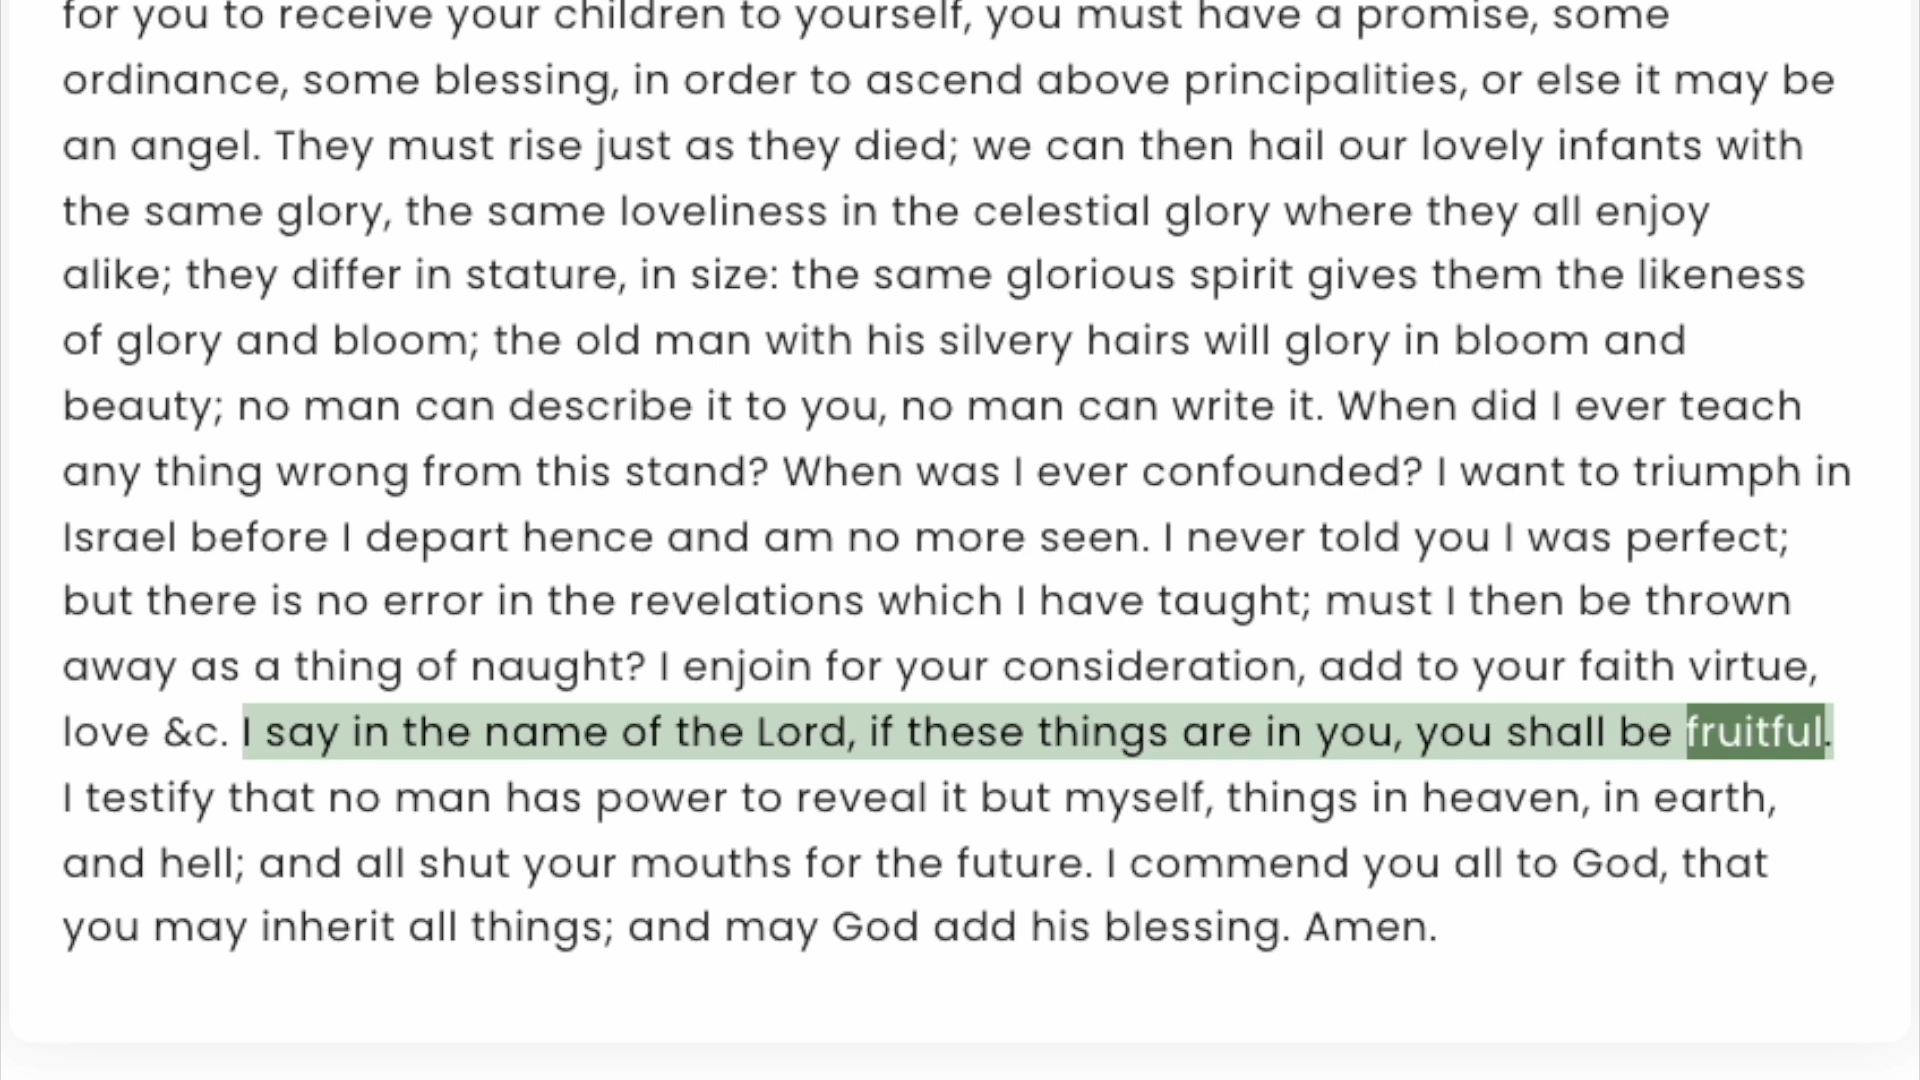 for you to receive your children to yourself, you must have a promise, some
ordinance, some blessing, in order to ascend above principalities, or else it may be
an angel. They must rise just as they died; we can then hail our lovely infants with
the same glory, the same loveliness in the celestial glory where they all enjoy
alike; they differ in stature, in size: the same glorious spirit gives them the likeness
of glory and bloom; the old man with his silvery hairs will glory in bloom and
beauty; no man can describe it to you, no man can write it. When did I ever teach
any thing wrong from this stand? When was I ever confounded? I want to triumph in
Israel before I depart hence and am no more seen. I never told you I was perfect;
but there is no error in the revelations which I have taught; must I then be thrown
away as a thing of naught? I enjoin for your consideration, add to your faith virtue,
love &c. I say in the name of the Lord, if these things are in you, you shall be fruitful.
I testify that no man has power to reveal it but myself, things in heaven, in earth,
and hell; and all shut your mouths for the future. I commend you all to God, that
you may inherit all things; and may God add his blessing. Amen.